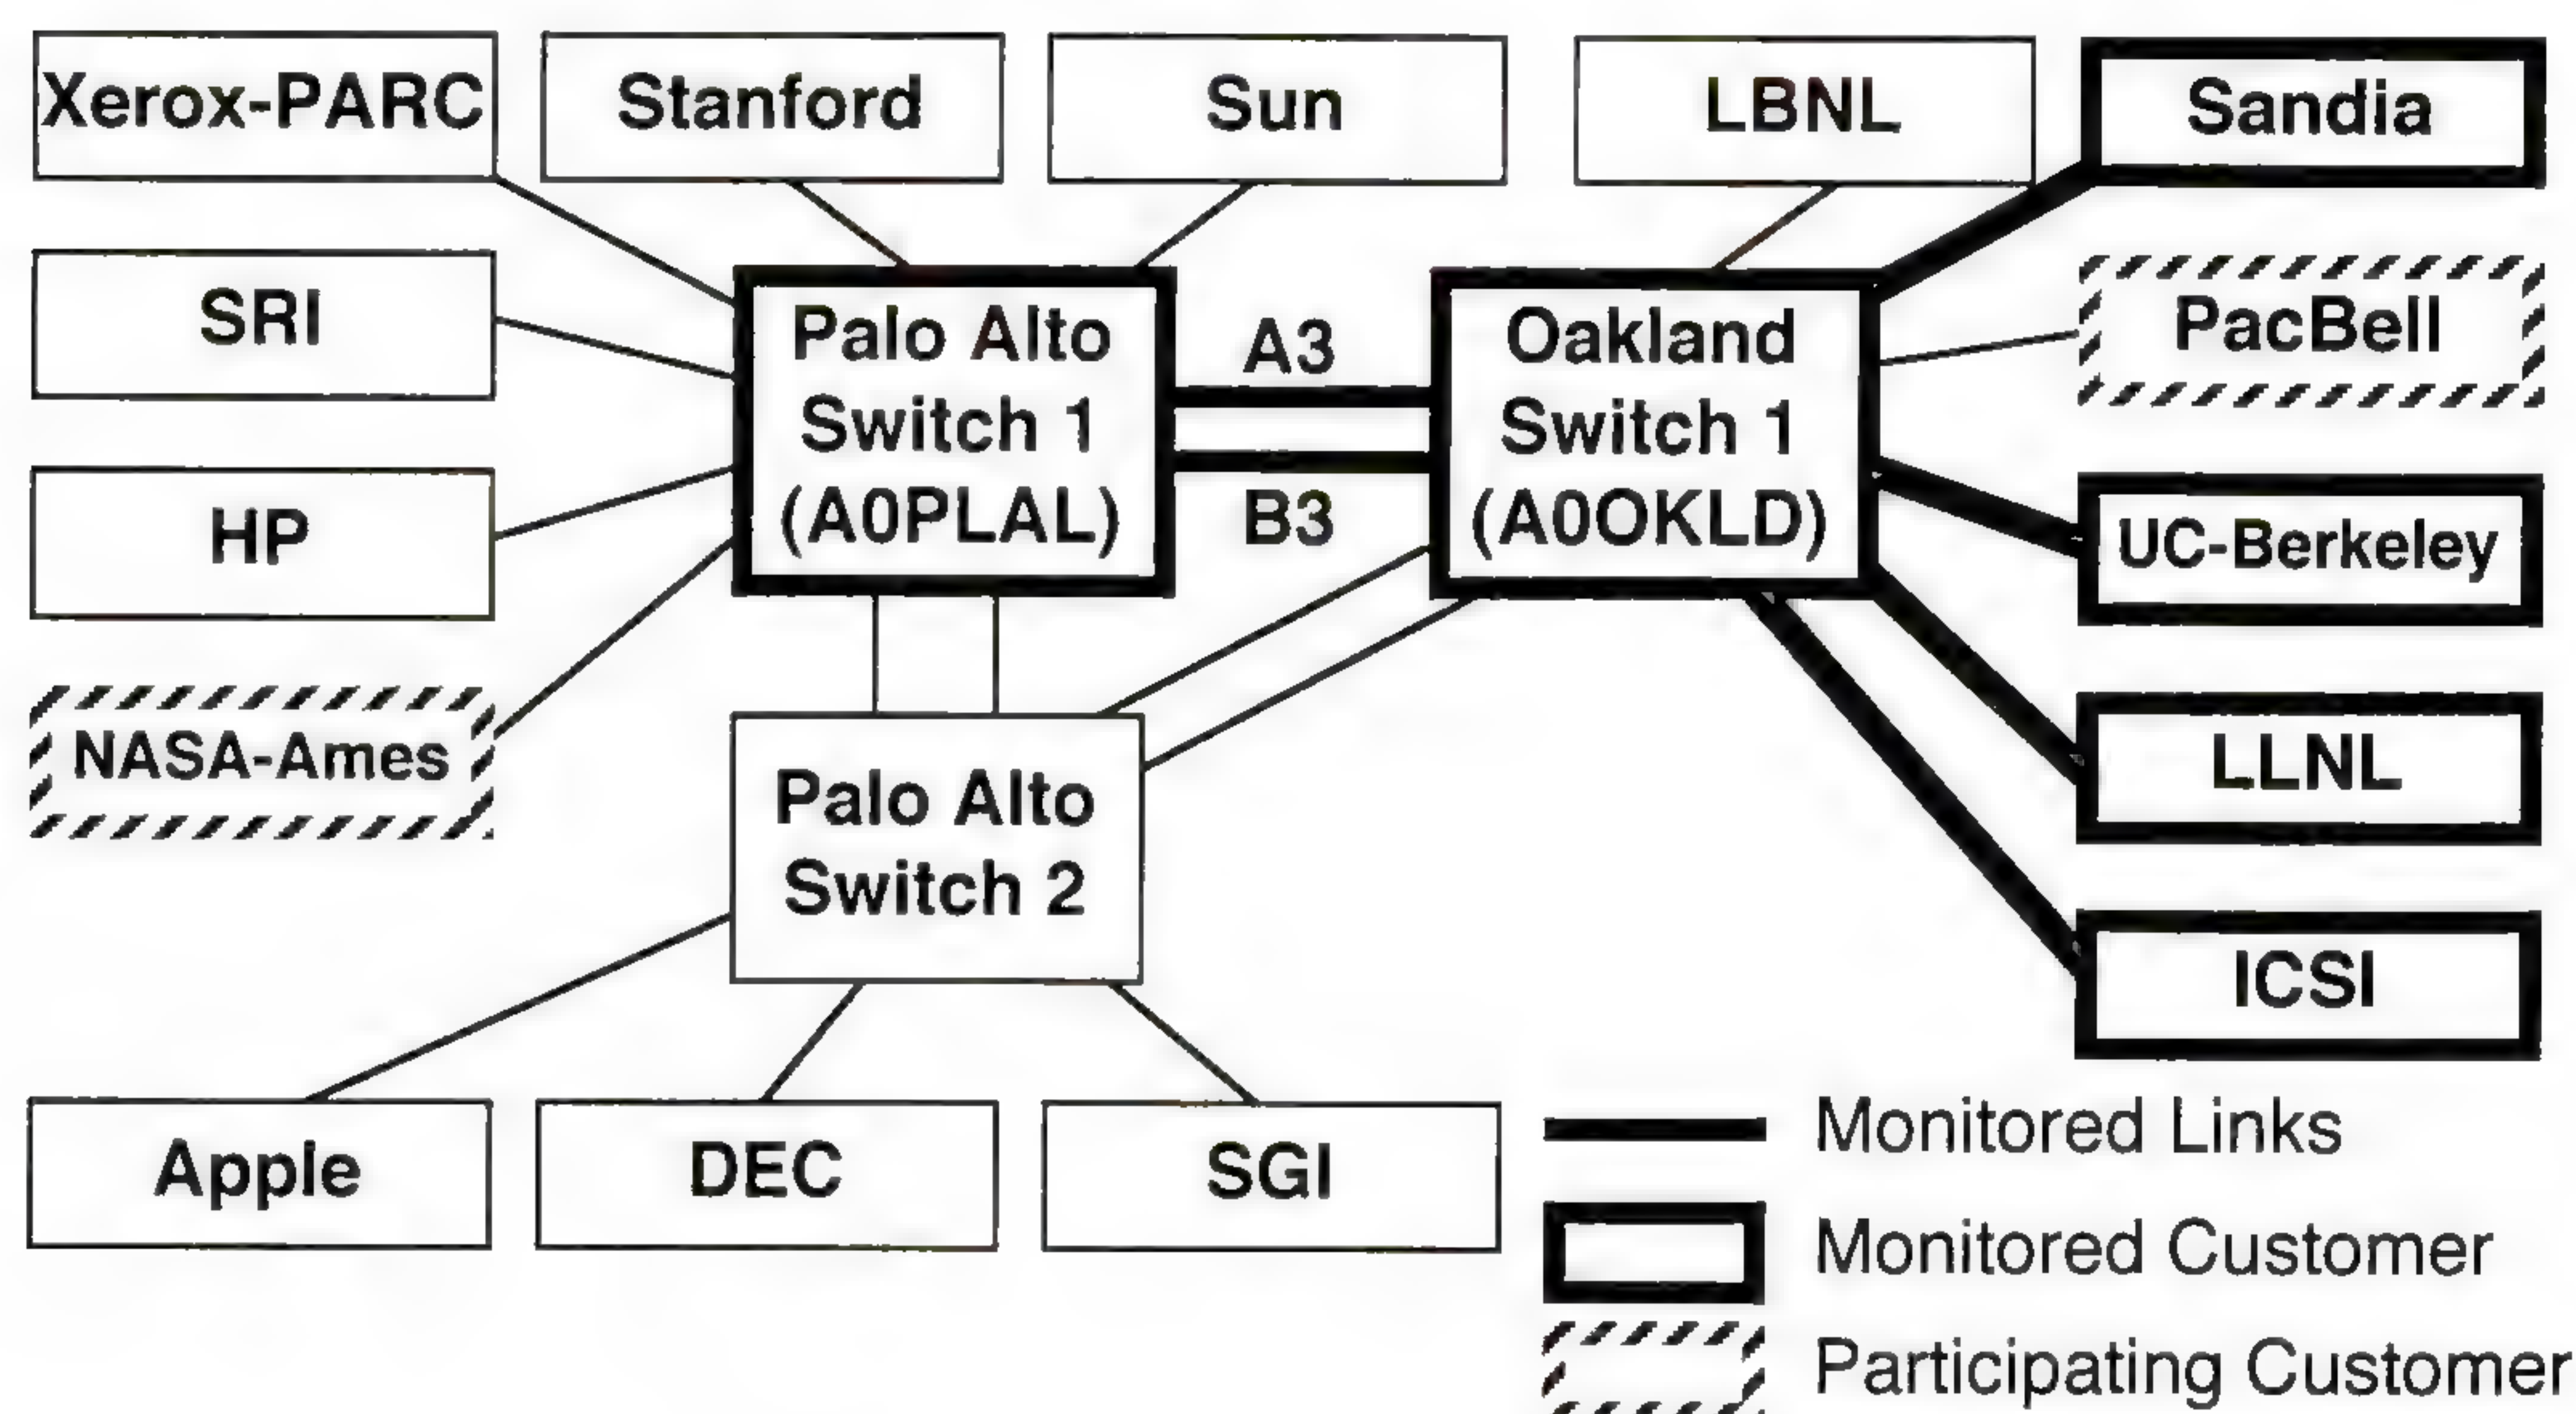 Xerox-PARC
Stanford
Sun
LBNL
Sandia
SRI
Palo Alto
Switch 1
(A0PLAL)
A3
B3
Oakland
Switch 1
(A0OKLD)
PacBell
HP
UC-Berkeley
NASA-Ames
Palo Alto
Switch 2
LLNL
ICSI
Apple
DEC
SGI
Monitored Links
Monitored Customer
Participating Customer